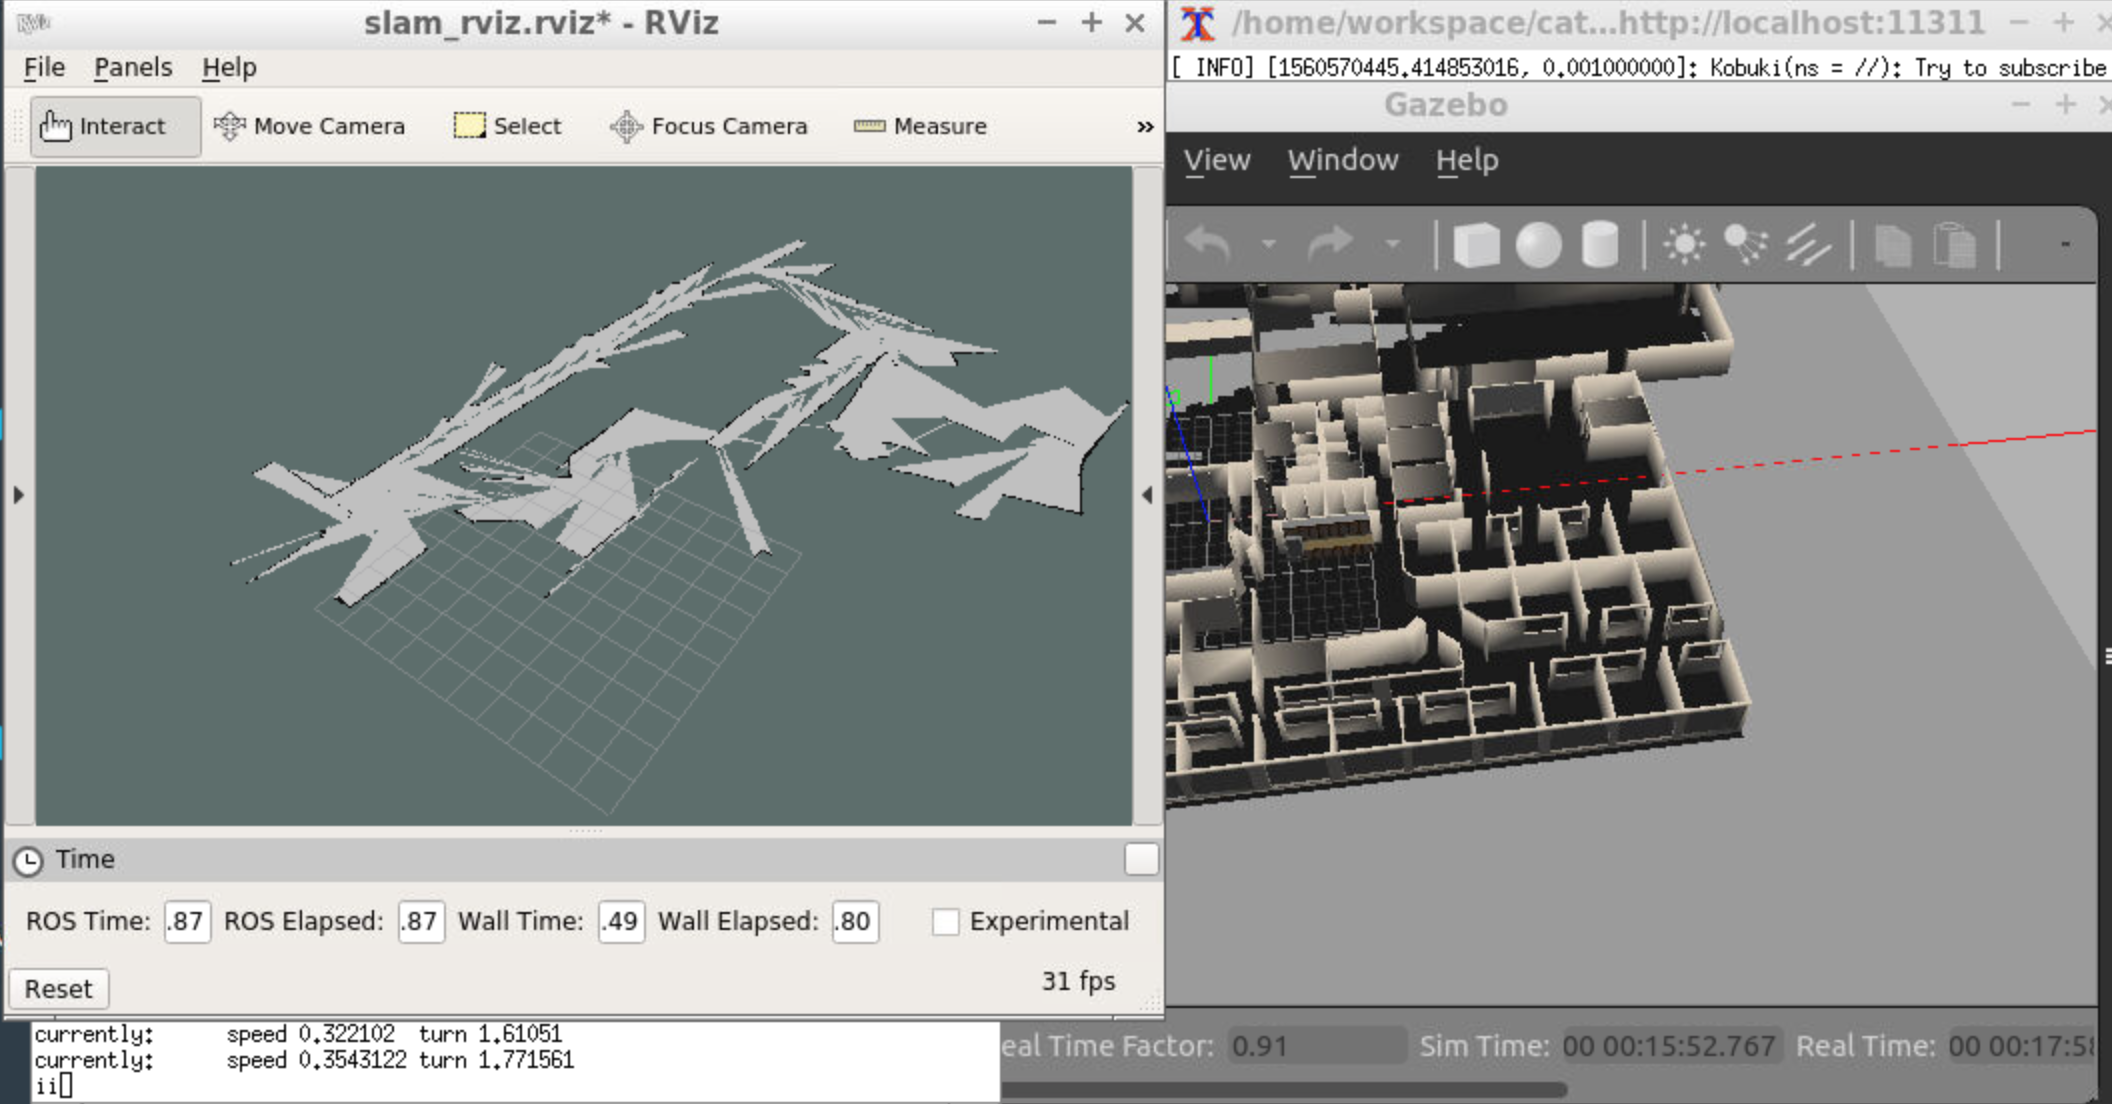 slam_rviz.rviz* - RViz
File Panels Help
Interact Move Camera Select Focus Camera Measure »
Time
ROS Time: .87 ROS Elapsed: .87 Wall Time: .49 Wall Elapsed: .80 Experimental
Reset 31 fps
currently: speed 0.322102 turn 1.61051
currently: speed 0.3543122 turn 1.771561
ii
/home/workspace/cat...http://localhost:11311
[ INFO] [1560570445.414853016, 0.001000000]: Kobuki(ns = //): Try to subscribe
Gazebo
View Window Help
eal Time Factor: 0.91 Sim Time: 00 00:15:52.767 Real Time: 00 00:17:58